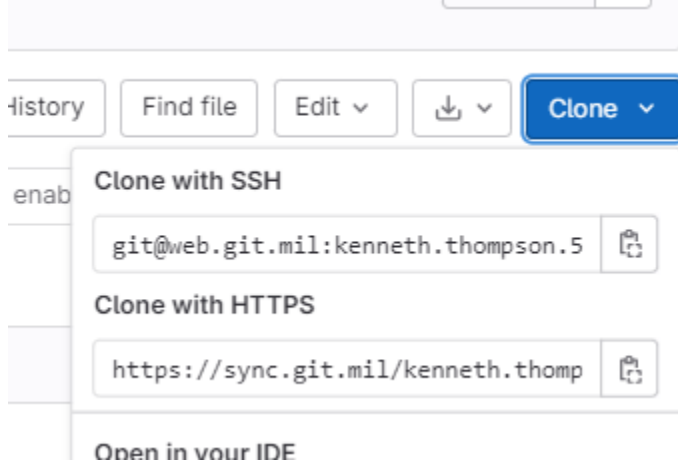 History Find file Edit Clone
enab
Clone with SSH
git@web.git.mil:kenneth.thompson.5
Clone with HTTPS
https://sync.git.mil/kenneth.thomp
Open in your IDE